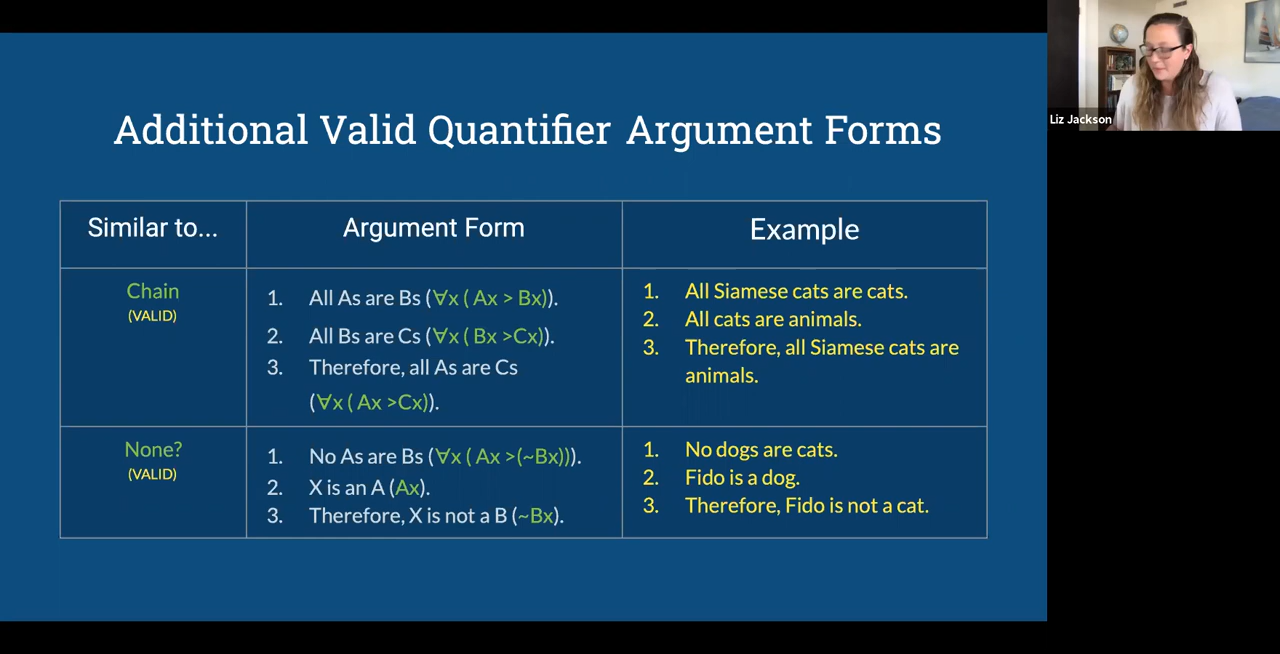 Additional Valid Quantifier Argument Forms
Similar to...
Argument Form
Example
Chain
(VALID)
1. All As are Bs (∀x ( Ax > Bx)).
2. All Bs are Cs (∀x ( Bx >Cx)).
3. Therefore, all As are Cs
(∀x ( Ax >Cx)).
1. All Siamese cats are cats.
2. All cats are animals.
3. Therefore, all Siamese cats are
animals.
None?
(VALID)
1. No As are Bs (∀x ( Ax >(~Bx))).
2. X is an A (Ax).
3. Therefore, X is not a B (~Bx).
1. No dogs are cats.
2. Fido is a dog.
3. Therefore, Fido is not a cat.
Liz Jackson